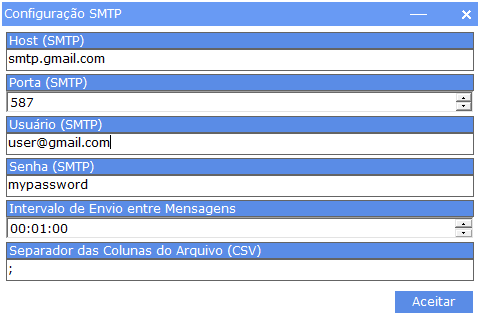 Configuração SMTP
Host (SMTP)
smtp.gmail.com
Porta (SMTP)
587
Usuário (SMTP)
user@gmail.com
Senha (SMTP)
mypassword
Intervalo de Envio entre Mensagens
00:01:00
Separador das Colunas do Arquivo (CSV)
;
Aceitar